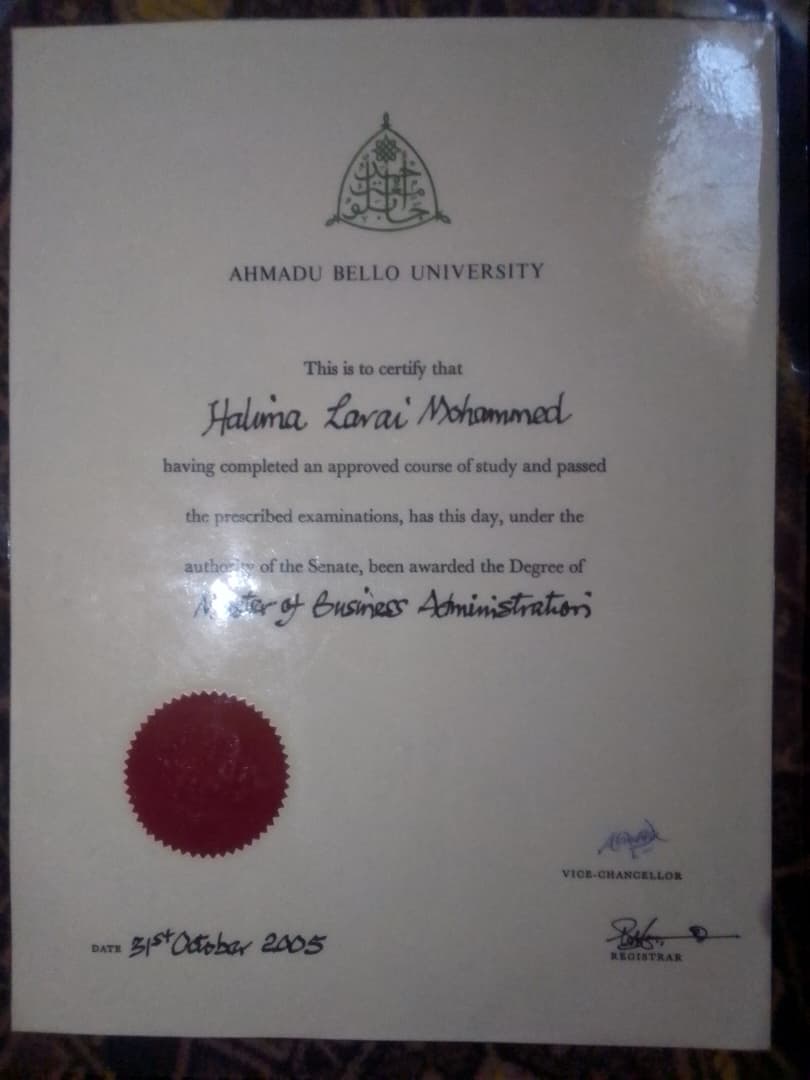 AHMADU BELLO UNIVERSITY
This is to certify that
Halima Larai Mohammed
having completed an approved course of study and passed
the prescribed examinations, has this day, under the
authority of the Senate, been awarded the Degree of
Master of Business Administration
VICE-CHANCELLOR
DATE 31st October 2005
REGISTRAR